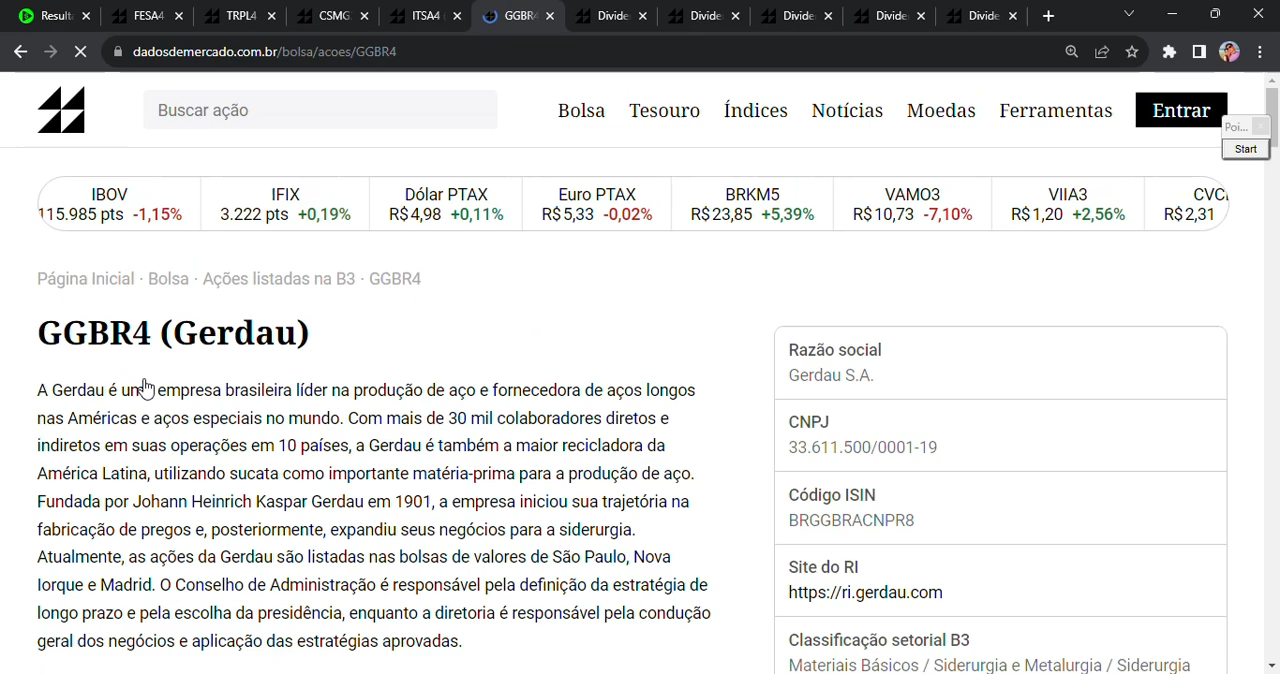 Result
FESA4
TRPL4
CSMG
ITSA4
GGBR
Divide
Divide
Divide
Divide
Divide
dadosdemercado.com.br/bolsa/acoes/GGBR4
Buscar ação
Bolsa Tesouro Índices Notícias Moedas Ferramentas Entrar
Poi...
Start
IBOV IFIX Dólar PTAX Euro PTAX BRKM5 VAMO3 VIIA3 CVC
115.985 pts -1,15% 3.222 pts +0,19% R$4,98 +0,11% R$5,33 -0,02% R$23,85 +5,39% R$10,73 -7,10% R$1,20 +2,56% R$2,31
Página Inicial · Bolsa · Ações listadas na B3 · GGBR4
GGBR4 (Gerdau)
A Gerdau é uma empresa brasileira líder na produção de aço e fornecedora de aços longos
nas Américas e aços especiais no mundo. Com mais de 30 mil colaboradores diretos e
indiretos em suas operações em 10 países, a Gerdau é também a maior recicladora da
América Latina, utilizando sucata como importante matéria-prima para a produção de aço.
Fundada por Johann Heinrich Kaspar Gerdau em 1901, a empresa iniciou sua trajetória na
fabricação de pregos e, posteriormente, expandiu seus negócios para a siderurgia.
Atualmente, as ações da Gerdau são listadas nas bolsas de valores de São Paulo, Nova
Iorque e Madrid. O Conselho de Administração é responsável pela definição da estratégia de
longo prazo e pela escolha da presidência, enquanto a diretoria é responsável pela condução
geral dos negócios e aplicação das estratégias aprovadas.
Razão social
Gerdau S.A.
CNPJ
33.611.500/0001-19
Código ISIN
BRGGBRACNPR8
Site do RI
https://ri.gerdau.com
Classificação setorial B3
Materiais Básicos / Siderurgia e Metalurgia / Siderurgia